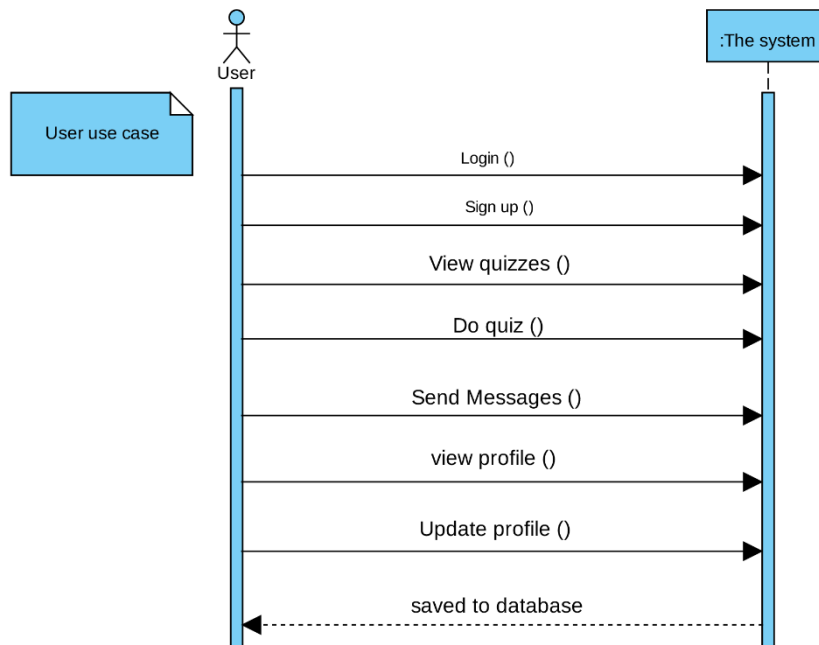 :The system
User
User use case
Login ()
Sign up ()
View quizzes ()
Do quiz ()
Send Messages ()
view profile ()
Update profile ()
saved to database